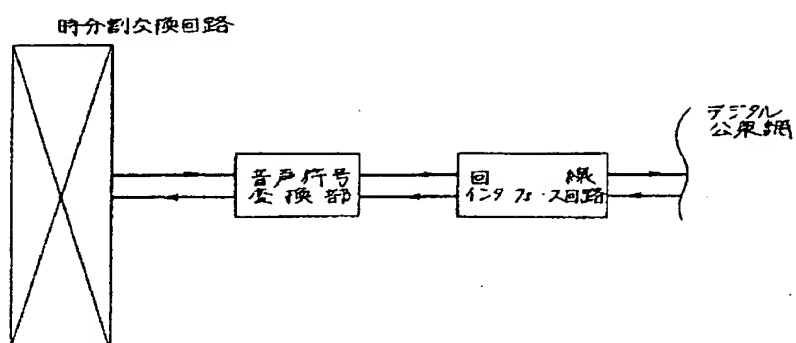 時分割交換回路
デジタル
公衆網
音声符号
変換部
回線
インタフェース回路